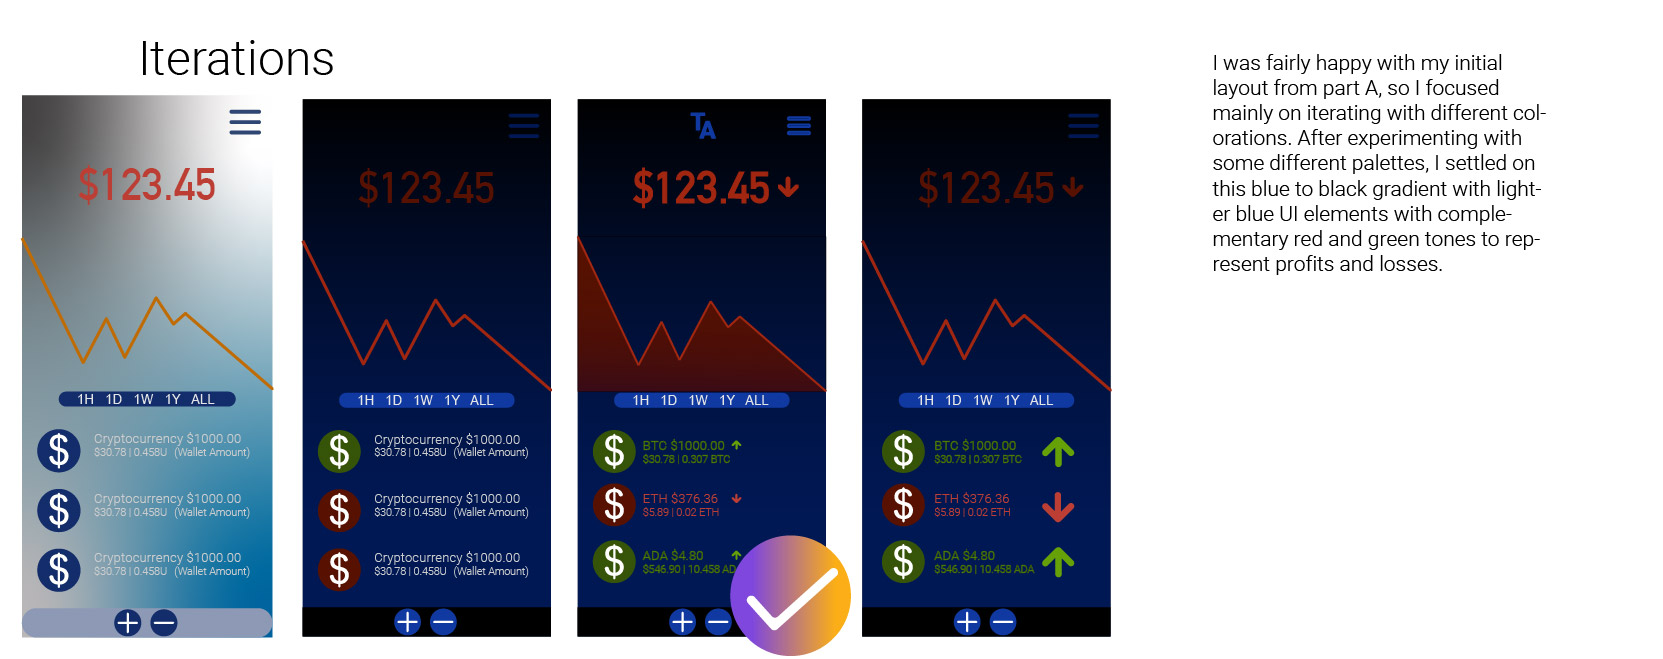 Iterations
$123.45
1H 1D 1W 1Y ALL
$
Cryptocurrency $1000.00
$30.78 | 0.458U (Wallet Amount)
$
Cryptocurrency $1000.00
$30.78 | 0.458U (Wallet Amount)
$
Cryptocurrency $1000.00
$30.78 | 0.458U (Wallet Amount)
$123.45
1H 1D 1W 1Y ALL
$
Cryptocurrency $1000.00
$30.78 | 0.458U (Wallet Amount)
$
Cryptocurrency $1000.00
$30.78 | 0.458U (Wallet Amount)
$
Cryptocurrency $1000.00
$30.78 | 0.458U (Wallet Amount)
TA
$123.45
1H 1D 1W 1Y ALL
$
BTC $1000.00
$30.78 | 0.307 BTC
$
ETH $376.36
$5.89 | 0.02 ETH
$
ADA $4.80
$546.90 | 10.458 AD
$123.45
1H 1D 1W 1Y ALL
$
BTC $1000.00
$30.78 | 0.307 BTC
$
ETH $376.36
$5.89 | 0.02 ETH
$
ADA $4.80
$546.90 | 10.458 ADA
I was fairly happy with my initial
layout from part A, so I focused
mainly on iterating with different col-
orations. After experimenting with
some different palettes, I settled on
this blue to black gradient with light-
er blue UI elements with comple-
mentary red and green tones to rep-
resent profits and losses.